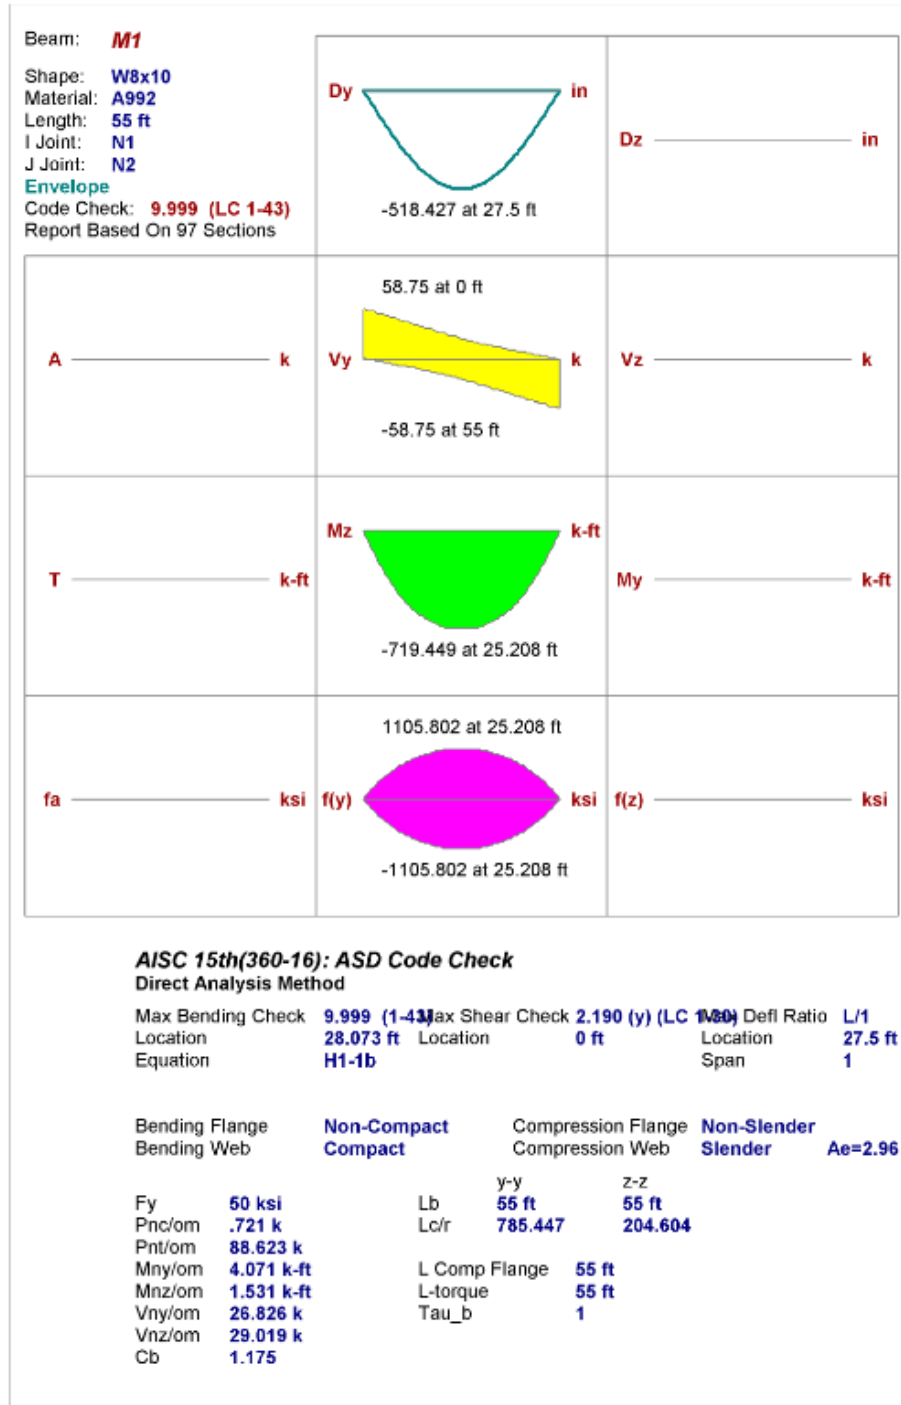 Beam: M1
Shape: W8x10
Material: A992
Length: 55 ft
I Joint: N1
J Joint: N2
Envelope
Code Check: 9.999 (LC 1-43)
Report Based On 97 Sections
Dy in
-518.427 at 27.5 ft
Dz in
A k
58.75 at 0 ft
Vy k
-58.75 at 55 ft
Vz k
T k-ft
Mz k-ft
-719.449 at 25.208 ft
My k-ft
fa ksi
1105.802 at 25.208 ft
f(y) ksi
-1105.802 at 25.208 ft
f(z) ksi
AISC 15th(360-16): ASD Code Check
Direct Analysis Method
Max Bending Check 9.999 (1-43) Max Shear Check 2.190 (y) (LC 1-30) Max Defl Ratio L/1
Location 28.073 ft Location 0 ft Location 27.5 ft
Equation H1-1b Span 1
Bending Flange Non-Compact Compression Flange Non-Slender
Bending Web Compact Compression Web Slender Ae=2.96
y-y z-z
Fy 50 ksi Lb 55 ft 55 ft
Pnc/om .721 k Lc/r 785.447 204.604
Pnt/om 88.623 k
Mny/om 4.071 k-ft L Comp Flange 55 ft
Mnz/om 1.531 k-ft L-torque 55 ft
Vny/om 26.826 k Tau_b 1
Vnz/om 29.019 k
Cb 1.175